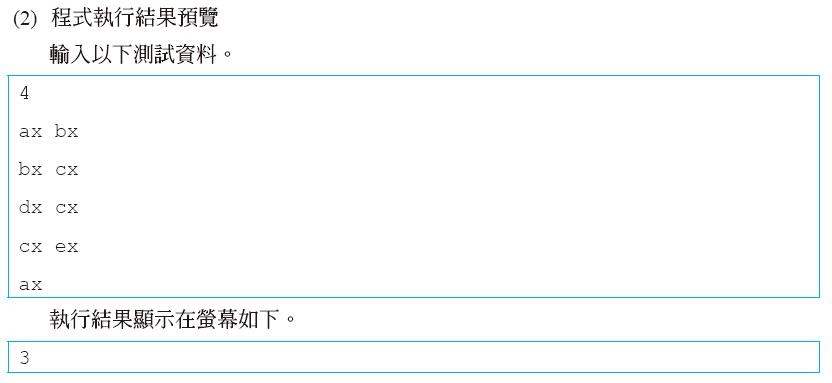 (2) 程式執行結果預覽
輸入以下測試資料。
4
ax bx
bx cx
dx cx
cx ex
ax
執行結果顯示在螢幕如下。
3